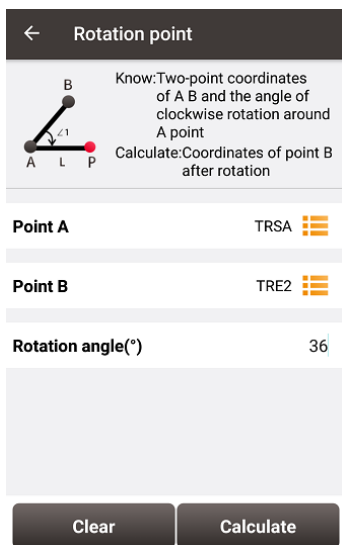 Rotation point
Know:Two-point coordinates
of A B and the angle of
clockwise rotation around
A point
Calculate:Coordinates of point B
after rotation
B
∠1
A L P
Point A TRSA
Point B TRE2
Rotation angle(°) 36
Clear Calculate